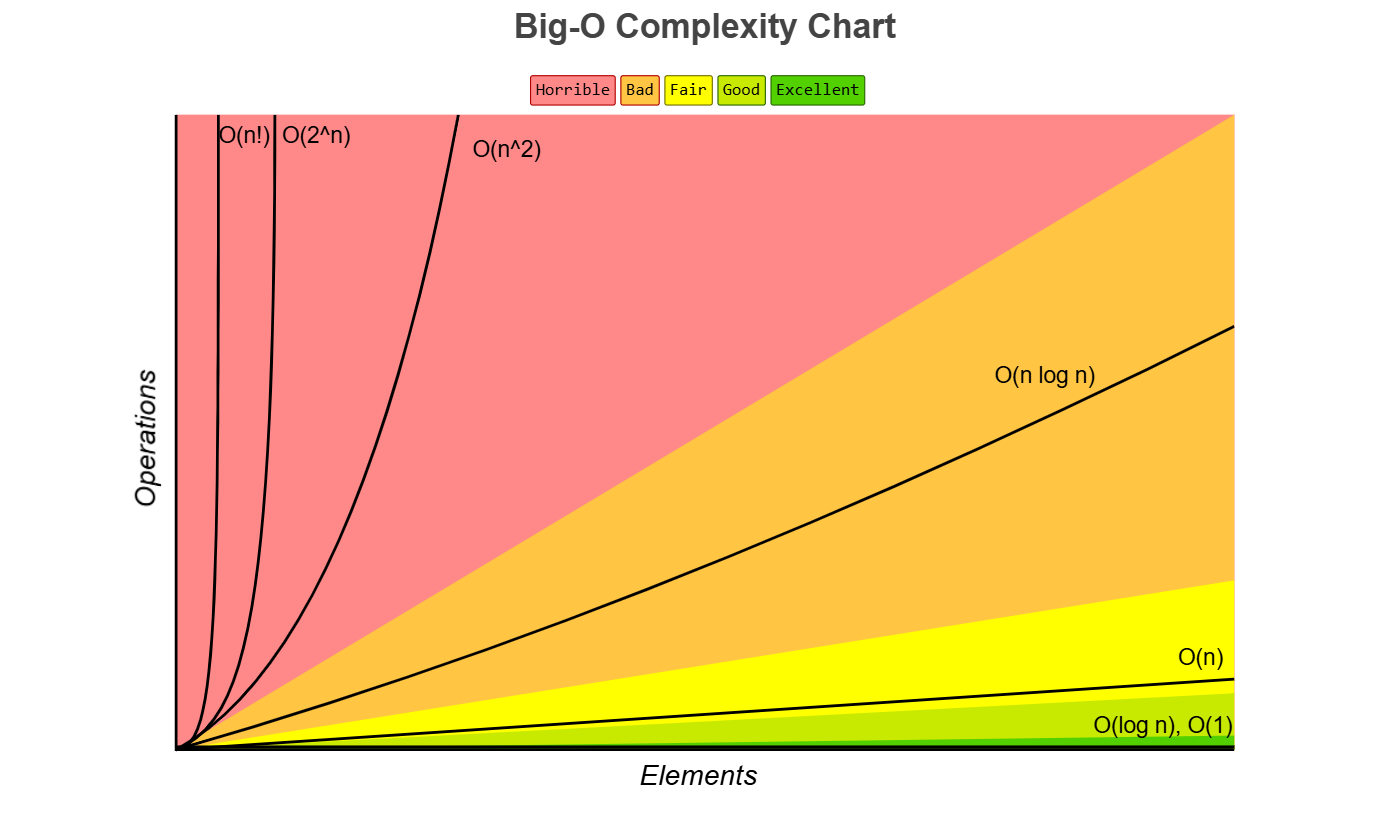 Big-O Complexity Chart
Horrible Bad Fair Good Excellent
O(n!) O(2^n)
O(n^2)
O(n log n)
Operations
O(n)
O(log n), O(1)
Elements